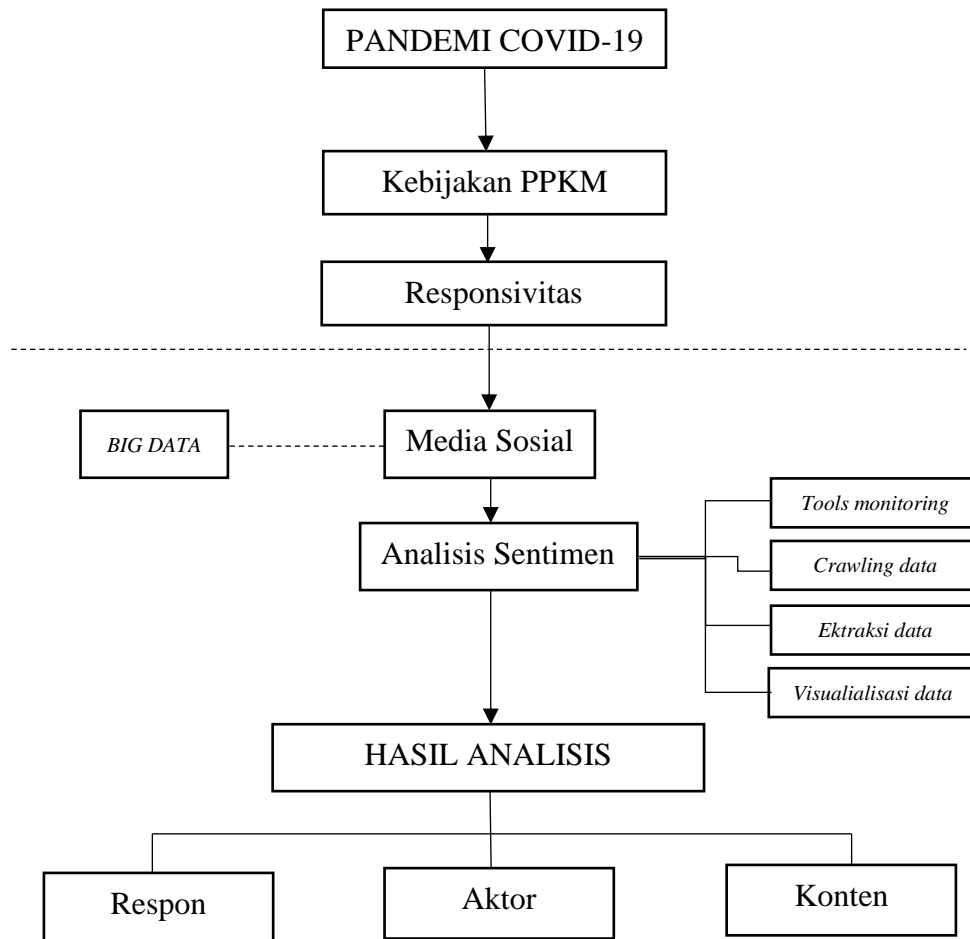 PANDEMI COVID-19
Kebijakan PPKM
Responsivitas
BIG DATA
Media Sosial
Tools monitoring
Analisis Sentimen
Crawling data
Ektraksi data
Visualialisasi data
HASIL ANALISIS
Respon
Aktor
Konten